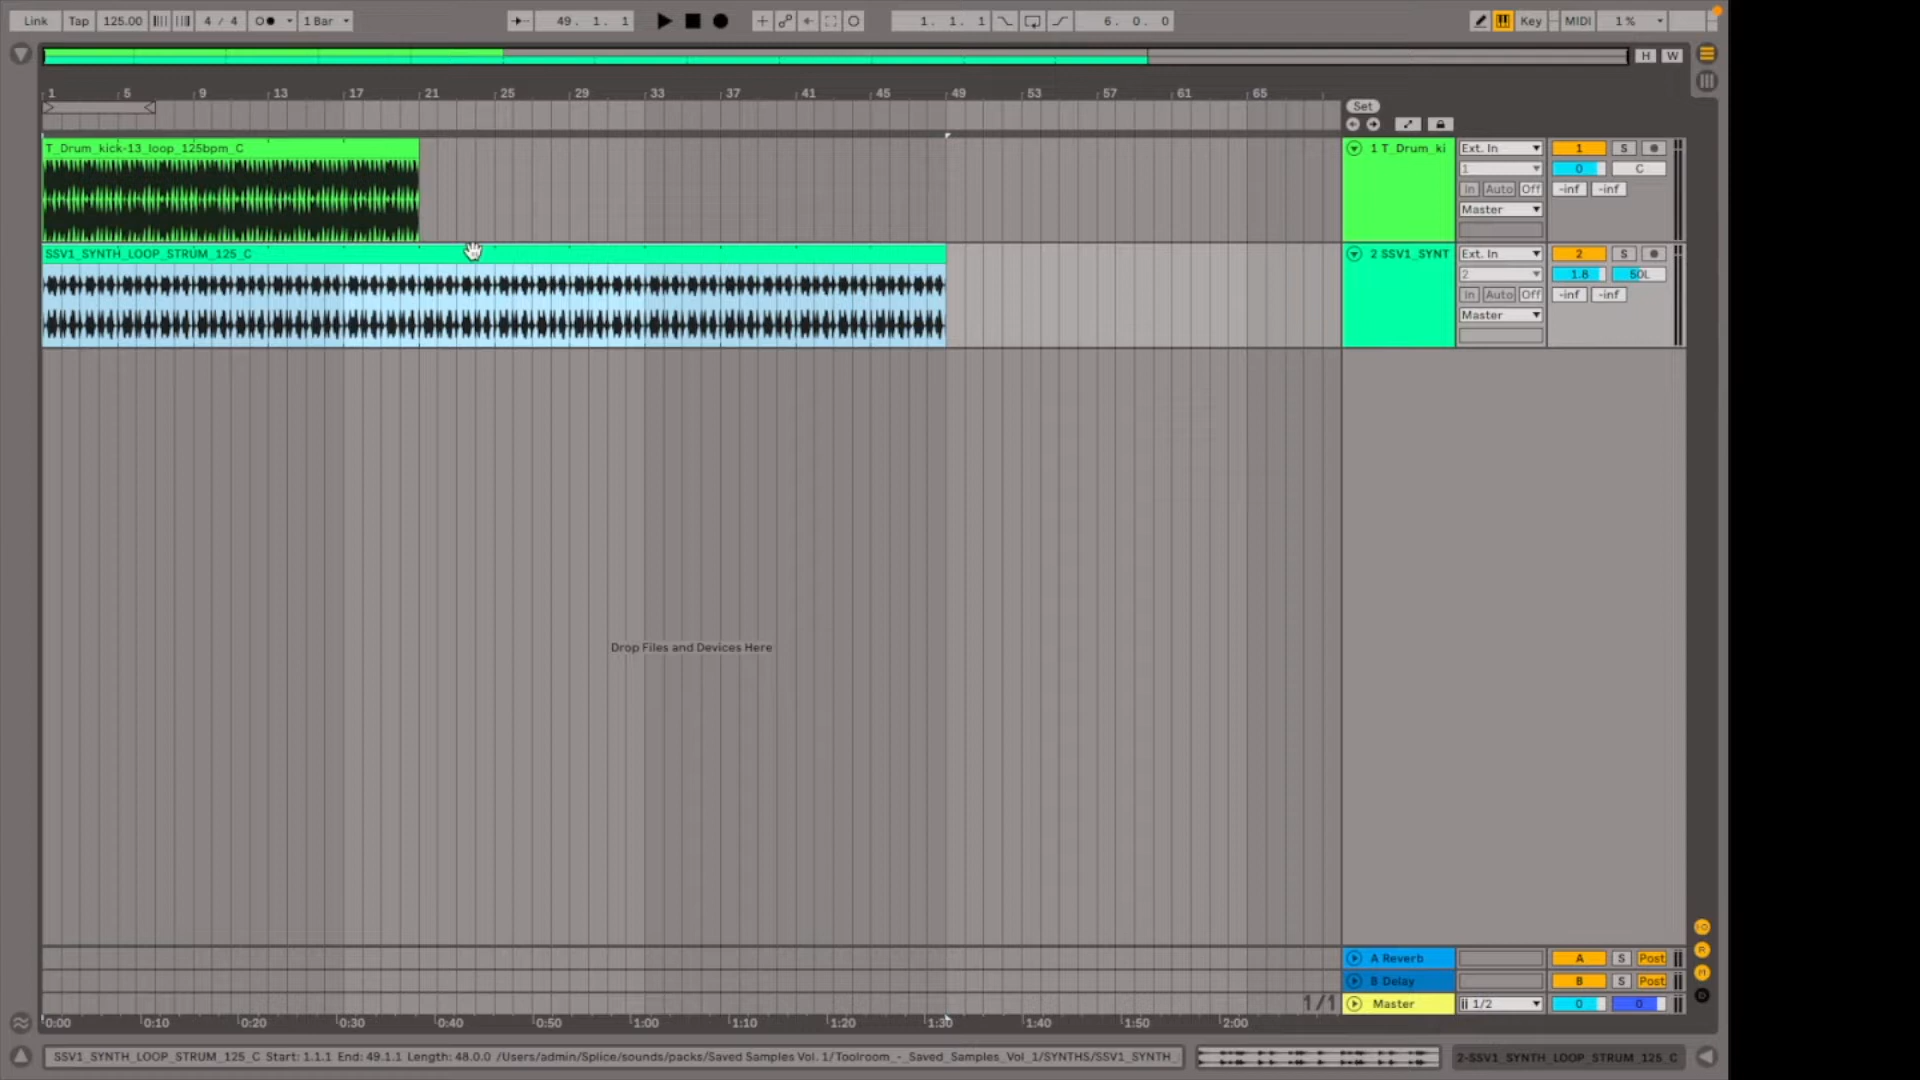 Link Tap 125.00 4 / 4 1 Bar 49. 1. 1 1. 1. 1 6. 0. 0 Key MIDI 1 %
H W
1 5 9 13 17 21 25 29 33 37 41 45 49 53 57 61 65
Set
T_Drum_kick-13_loop_125bpm_C 1 T_Drum_ki Ext. In 1 S
1 0 C
In Auto Off -inf -inf
Master
SSV1_SYNTH_LOOP_STRUM_125_C 2 SSV1_SYNT Ext. In 2 S
2 1.8 50L
In Auto Off -inf -inf
Master
Drop Files and Devices Here
A Reverb A S Post
B Delay B S Post
1/1 Master 1/2 0 0
0:00 0:10 0:20 0:30 0:40 0:50 1:00 1:10 1:20 1:30 1:40 1:50 2:00
SSV1_SYNTH_LOOP_STRUM_125_C Start: 1.1.1 End: 49.1.1 Length: 48.0.0 /Users/admin/Splice/sounds/packs/Saved Samples Vol. 1/Toolroom_-_Saved_Samples_Vol_1/SYNTHS/SSV1_SYNTH_ 2-SSV1_SYNTH_LOOP_STRUM_125_C